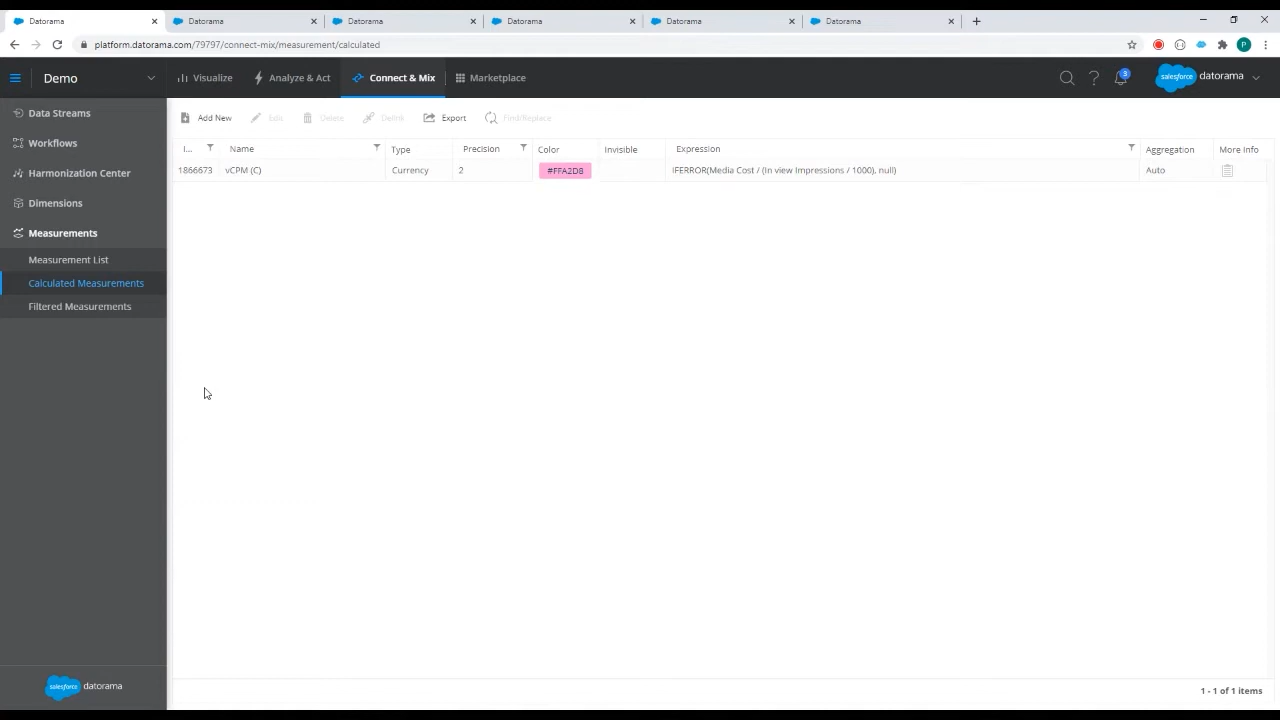 Datorama
Datorama
Datorama
Datorama
Datorama
Datorama
platform.datorama.com/79797/connect-mix/measurement/calculated
P
Demo
Visualize
Analyze & Act
Connect & Mix
Marketplace
3
salesforce
datorama
Data Streams
Workflows
Harmonization Center
Dimensions
Measurements
Measurement List
Calculated Measurements
Filtered Measurements
salesforce
datorama
Add New
Edit
Delete
Delink
Export
Find/Replace
I... Name Type Precision Color Invisible Expression Aggregation More info
1866673 vCPM (C) Currency 2 #FFA2D8 IFERROR(Media Cost / (In view Impressions / 1000), null) Auto
1 - 1 of 1 items